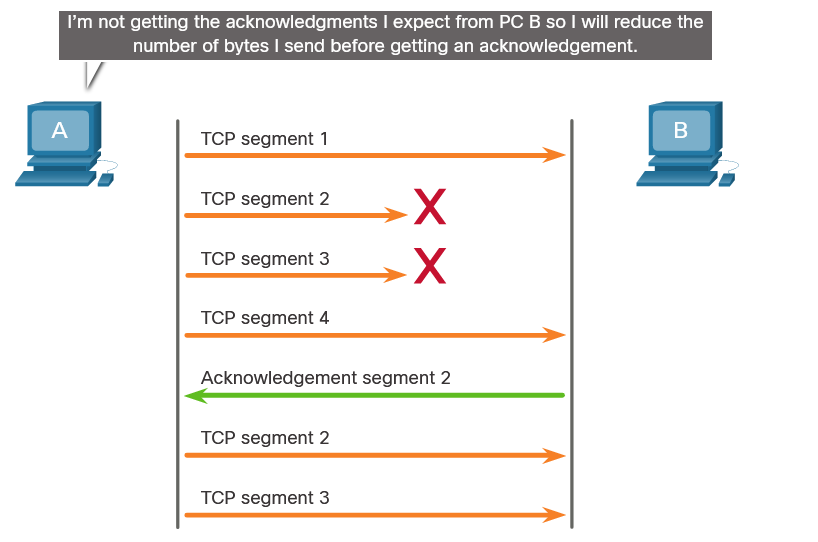 I'm not getting the acknowledgments I expect from PC B so I will reduce the
number of bytes I send before getting an acknowledgement.
A
B
TCP segment 1
TCP segment 2
X
TCP segment 3
X
TCP segment 4
Acknowledgement segment 2
TCP segment 2
TCP segment 3